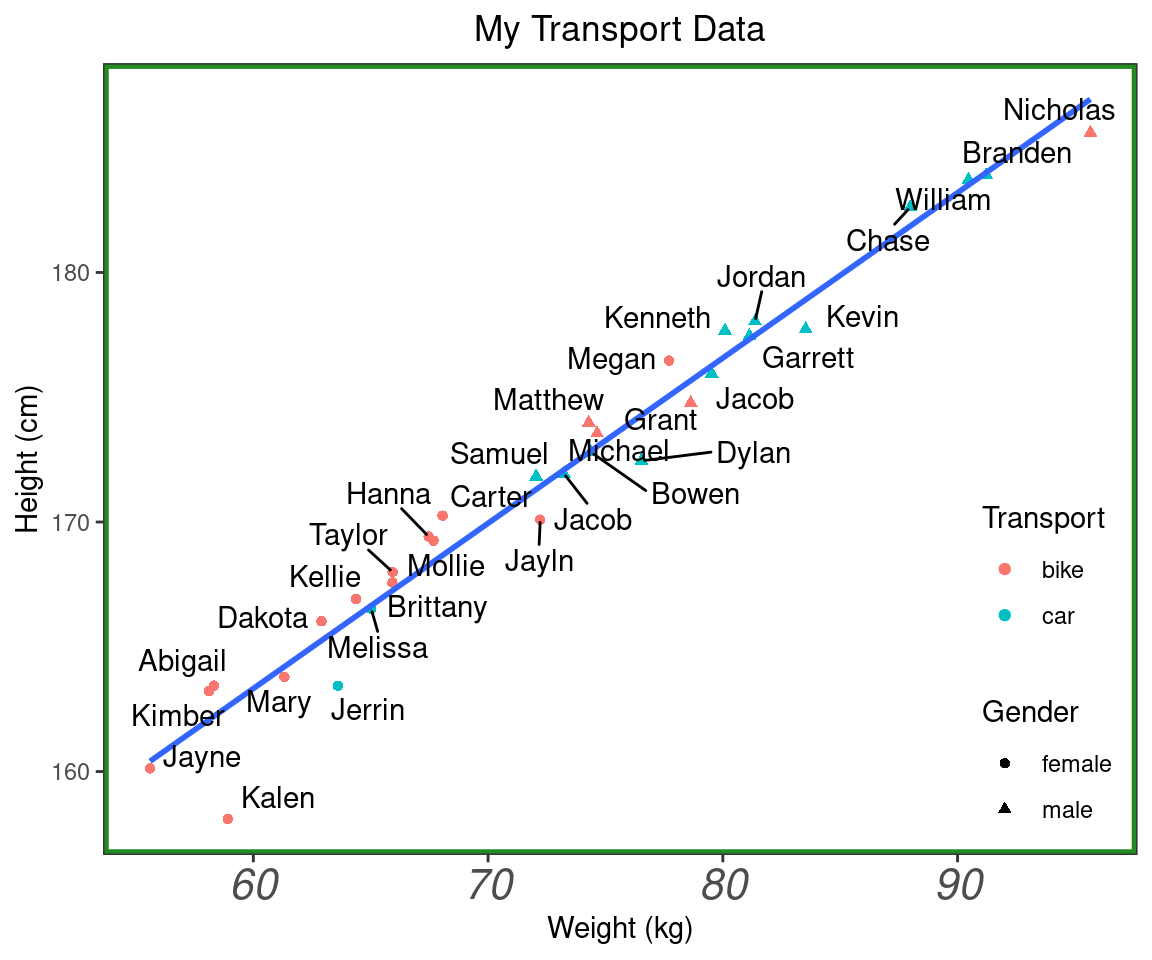 My Transport Data
Nicholas
Branden
William
Chase
Jordan
Kenneth
Kevin
Megan
Garrett
Matthew
Jacob
Grant
Samuel
Michael
Dylan
Hanna
Carter
Bowen
Taylor
Jacob
Kellie
Mollie
Jayln
Dakota
Brittany
Abigail
Melissa
Kimber
Mary
Jerrin
Jayne
Kalen
Height (cm)
180
170
160
60
70
80
90
Weight (kg)
Transport
bike
car
Gender
female
male